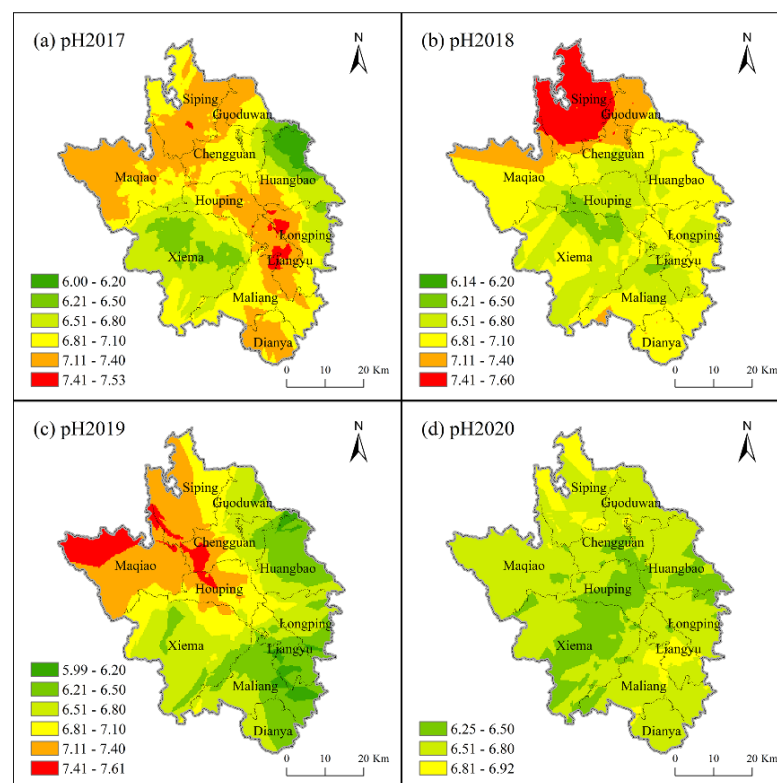 (a) pH2017
N
Siping
Guoduwan
Chengguan
Maqiao
Huangbao
Houping
Longping
Xiema
Liangyu
Maliang
Dianya
6.00 - 6.20
6.21 - 6.50
6.51 - 6.80
6.81 - 7.10
7.11 - 7.40
7.41 - 7.53
0 20 Km
(b) pH2018
N
Siping
Guoduwan
Chengguan
Maqiao
Huangbao
Houping
Longping
Xiema
Liangyu
Maliang
Dianya
6.14 - 6.20
6.21 - 6.50
6.51 - 6.80
6.81 - 7.10
7.11 - 7.40
7.41 - 7.60
0 20 Km
(c) pH2019
N
Siping
Guoduwan
Chengguan
Maqiao
Huangbao
Houping
Longping
Xiema
Liangyu
Maliang
Dianya
5.99 - 6.20
6.21 - 6.50
6.51 - 6.80
6.81 - 7.10
7.11 - 7.40
7.41 - 7.61
0 20 Km
(d) pH2020
N
Siping
Guoduwan
Chengguan
Maqiao
Huangbao
Houping
Longping
Xiema
Liangyu
Maliang
Dianya
6.25 - 6.50
6.51 - 6.80
6.81 - 6.92
0 20 Km